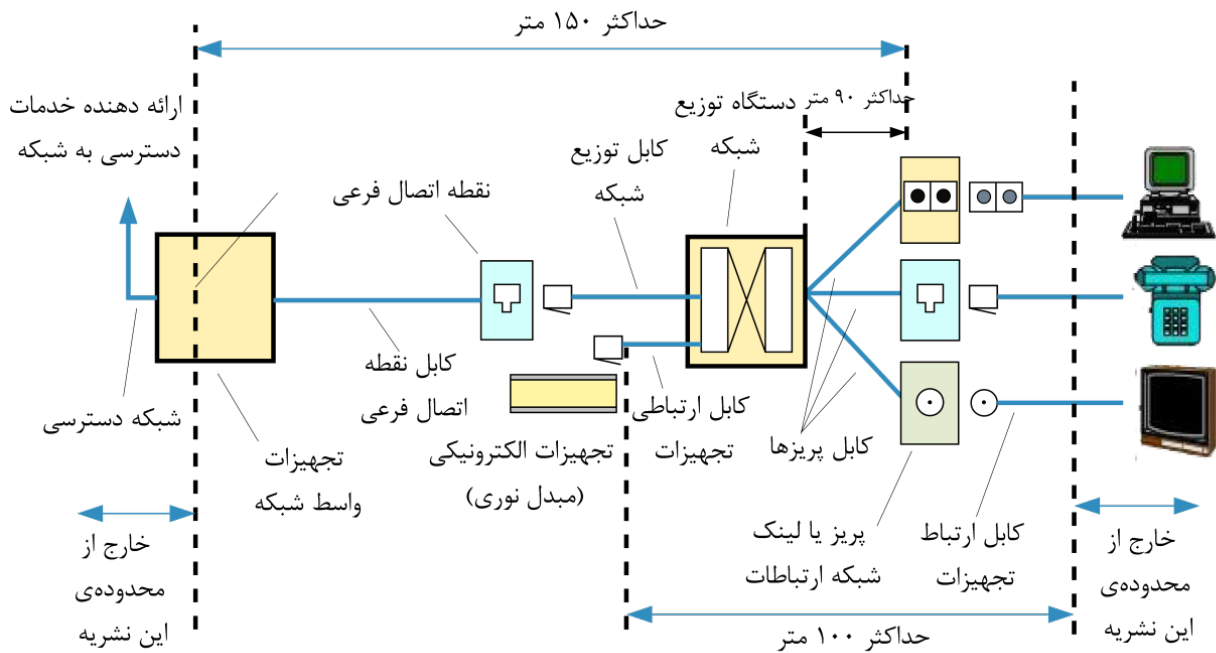 حداکثر ۱۵۰ متر
ارائه دهنده خدمات
دسترسی به شبکه
حداکثر ۹۰ متر
دستگاه توزیع
شبکه
کابل توزیع
شبکه
نقطه اتصال فرعی
شبکه دسترسی
تجهیزات
واسط شبکه
کابل نقطه
اتصال فرعی
تجهیزات الکترونیکی
(مبدل نوری)
کابل ارتباطی
تجهیزات
کابل پریزها
پریز یا لینک
شبکه ارتباطات
کابل ارتباط
تجهیزات
خارج از
محدوده‌ی
این نشریه
خارج از
محدوده‌ی
این نشریه
حداکثر ۱۰۰ متر